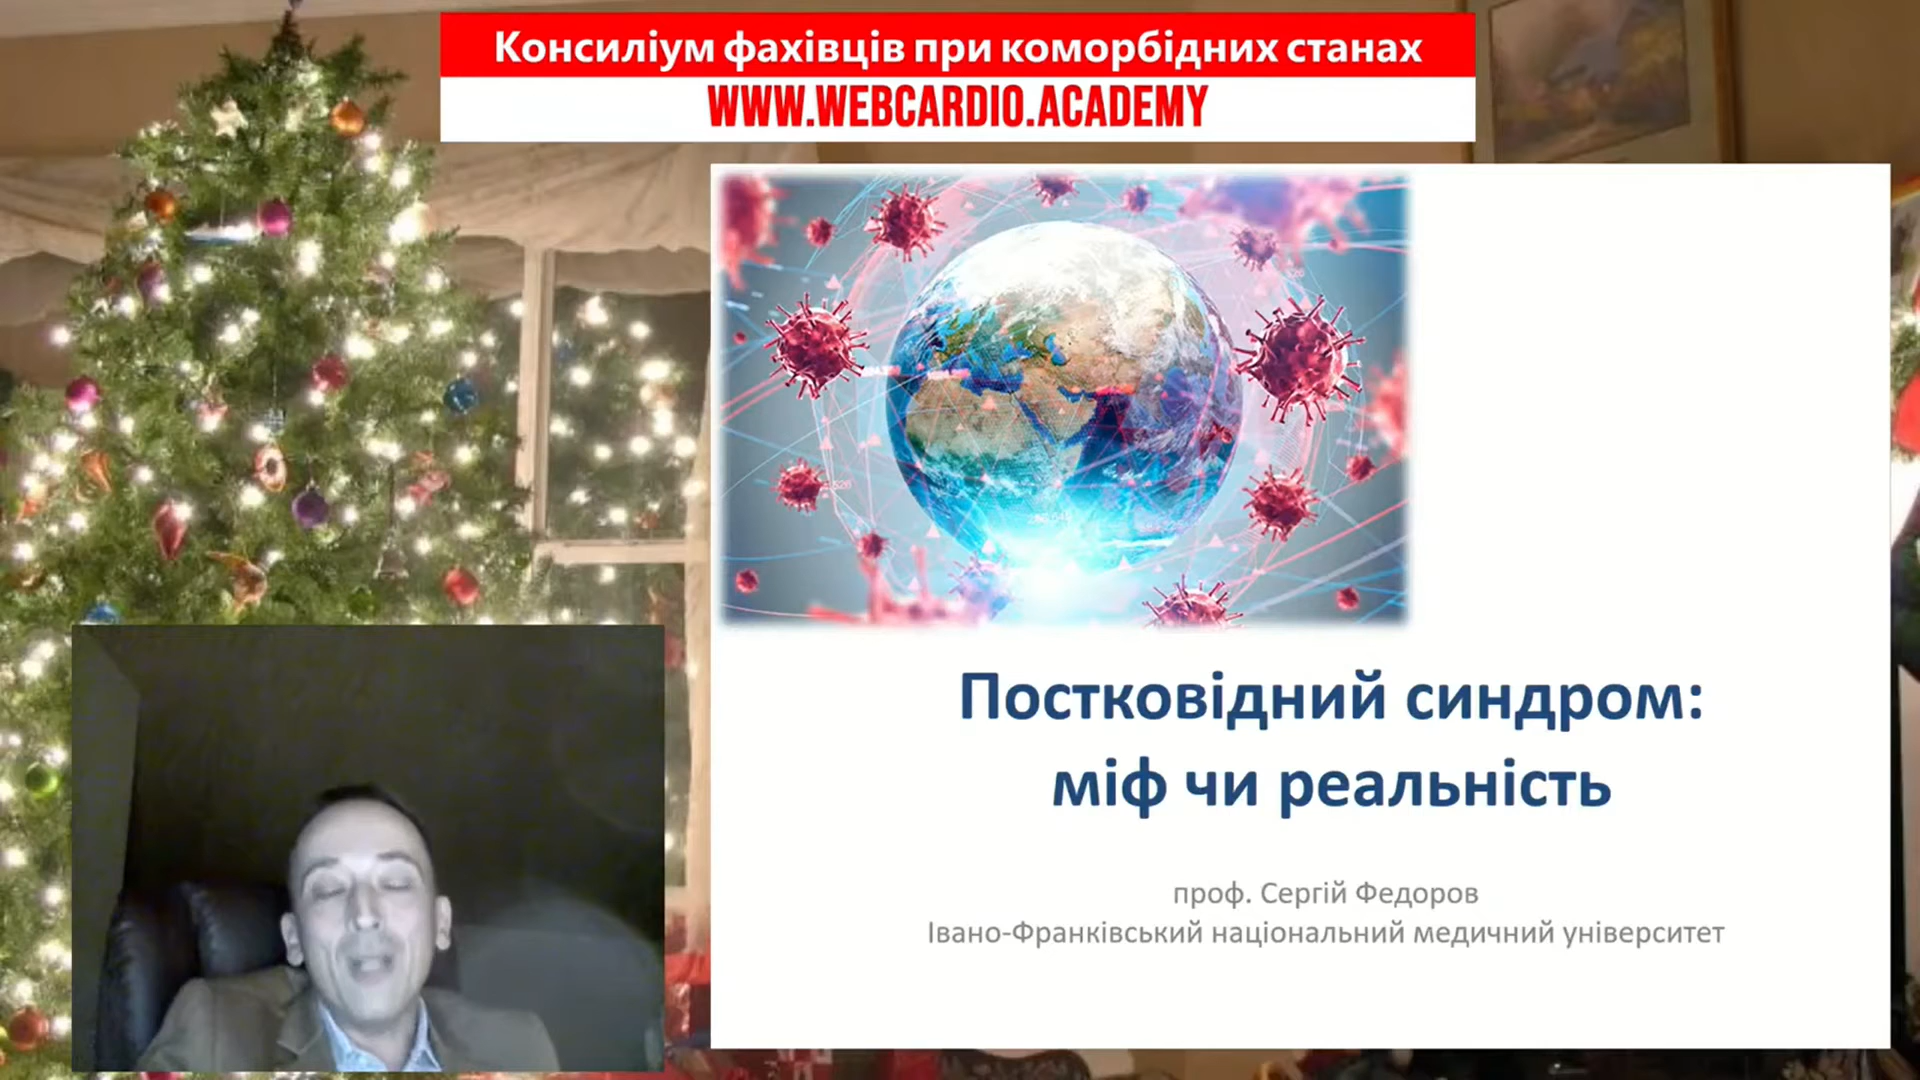 Консиліум фахівців при коморбідних станах
WWW.WEBCARDIO.ACADEMY
Постковідний синдром:
міф чи реальність
проф. Сергій Федоров
Івано-Франківський національний медичний університет